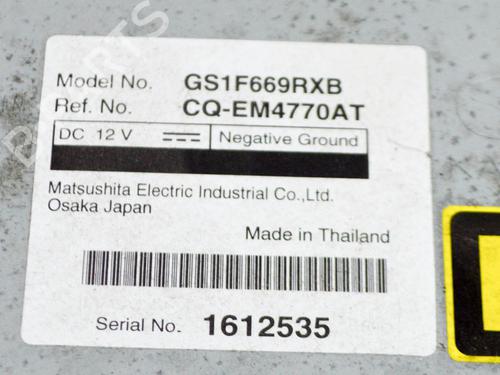 Model No. GS1F669RXB
Ref. No. CQ-EM4770AT
DC 12 V Negative Ground
Matsushita Electric Industrial Co.,Ltd.
Osaka Japan
Made in Thailand
Serial No. 1612535